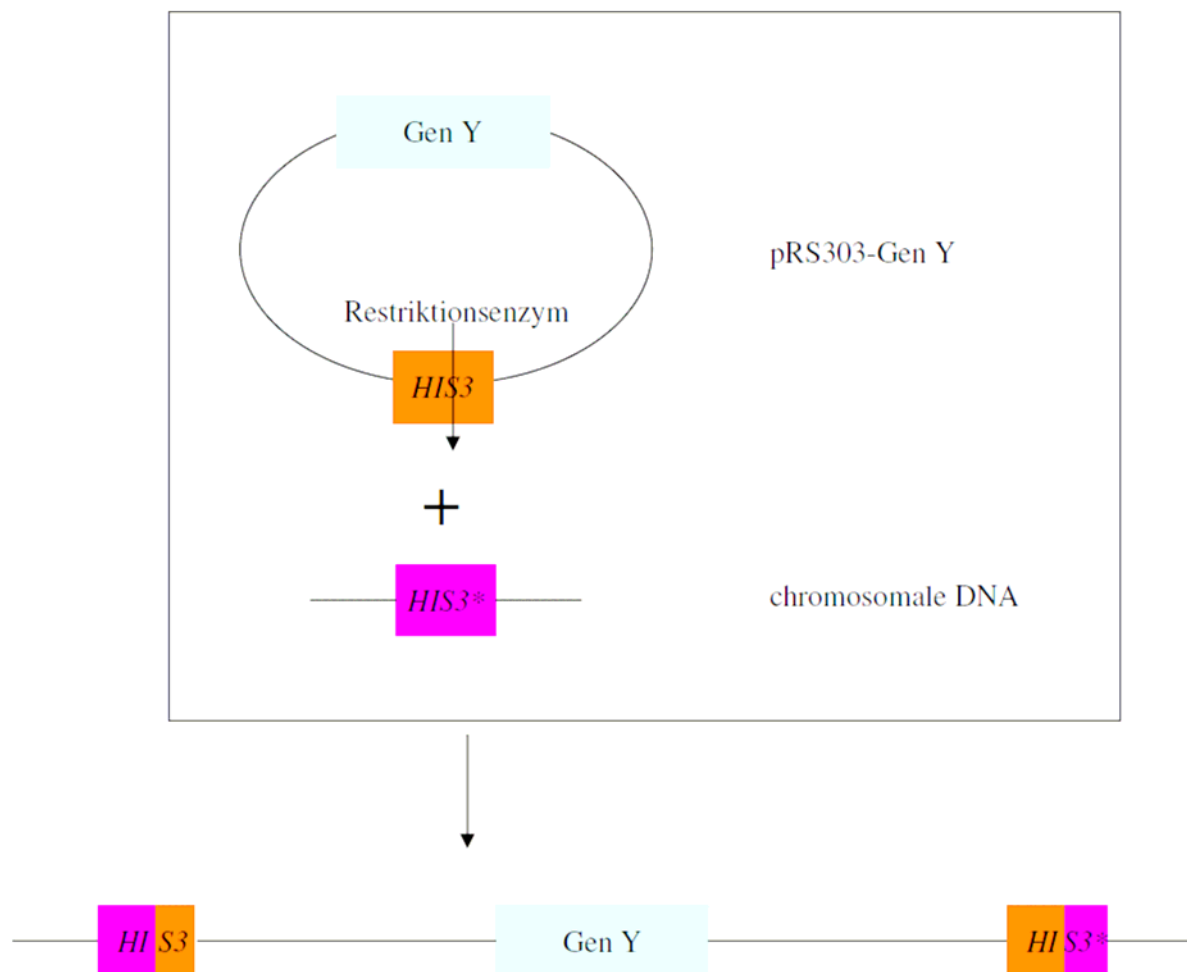 Gen Y
pRS303-Gen Y
Restriktionsenzym
HIS3
+
HIS3*
chromosomale DNA
HI S3
Gen Y
HI S3*